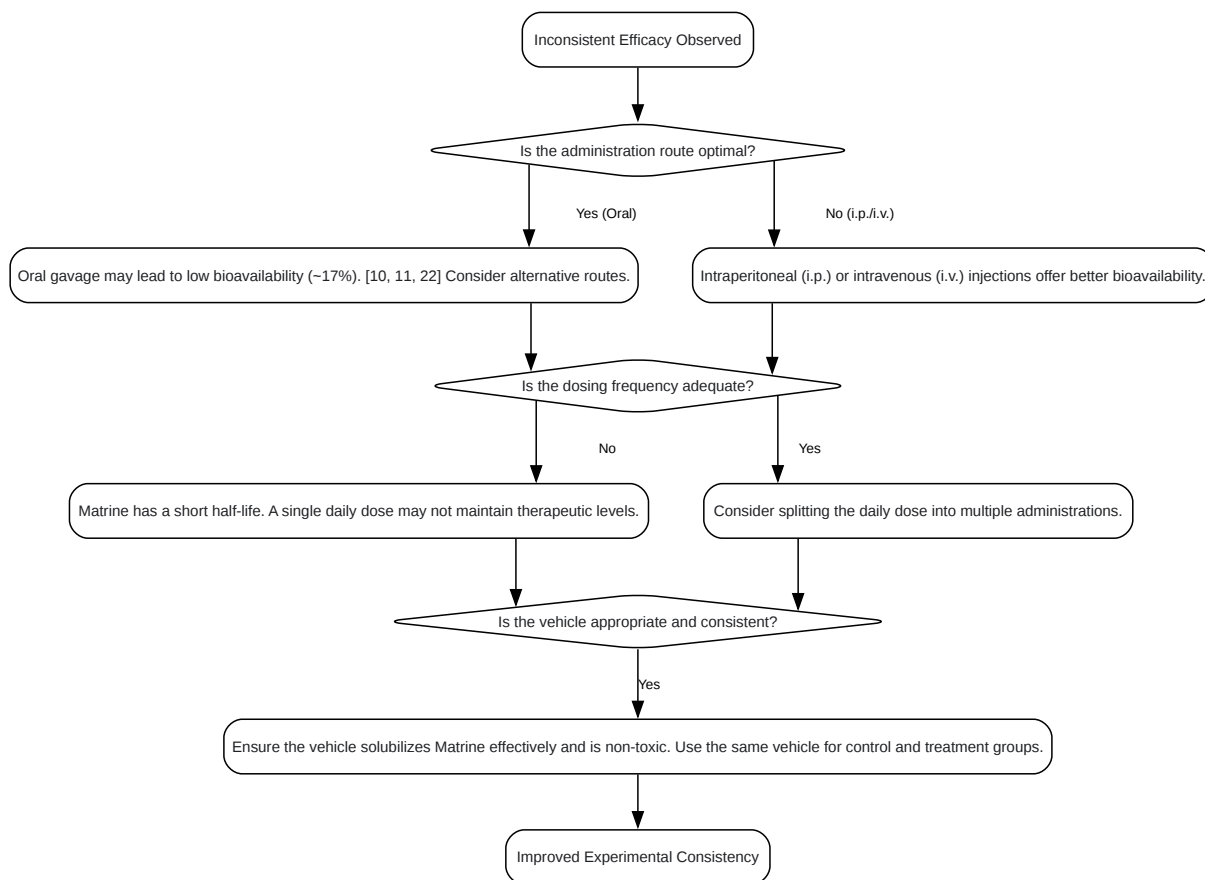 Inconsistent Efficacy Observed
Is the administration route optimal?
Yes (Oral)
No (i.p./i.v.)
Oral gavage may lead to low bioavailability (~17%). [10, 11, 22] Consider alternative routes.
Intraperitoneal (i.p.) or intravenous (i.v.) injections offer better bioavailability.
Is the dosing frequency adequate?
No
Yes
Matrine has a short half-life. A single daily dose may not maintain therapeutic levels.
Consider splitting the daily dose into multiple administrations.
Is the vehicle appropriate and consistent?
Yes
Ensure the vehicle solubilizes Matrine effectively and is non-toxic. Use the same vehicle for control and treatment groups.
Improved Experimental Consistency